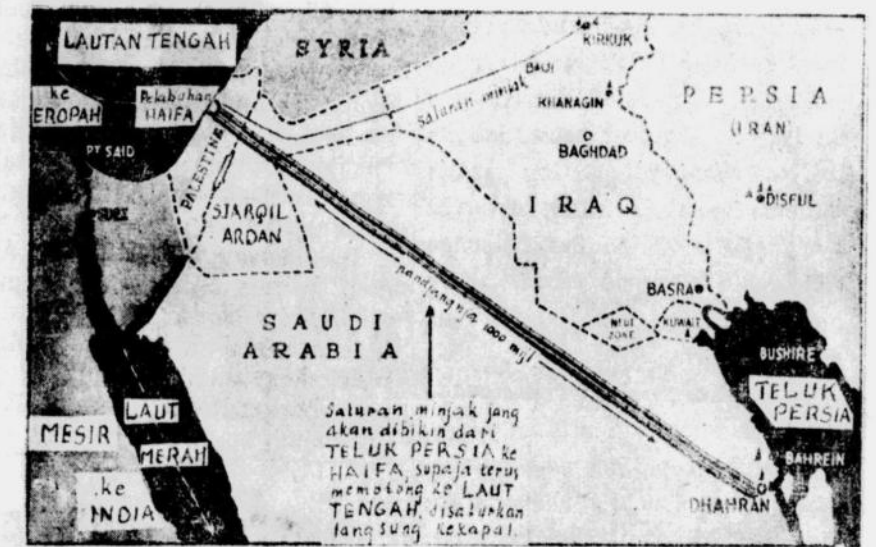 LAUTAN TENGAH
SYRIA
KIRKUK
ke
EROPAH
Pelabuhan
HAIFA
BAIJI
Saluran minjak
KHANAGIN
PERSIA
(IRAN)
BAGHDAD
PT SAID
PALESTINE
DISFUL
SUEZ
SJARQIL
ARDAN
IRAQ
pandjangnja 1000 mijl
BASRA
SAUDI
ARABIA
NEUT
ZONE
KUWAIT
BUSHIRE
TELUK
PERSIA
LAUT
MERAH
MESIR
Saluran minjak jang
akan dibikin dari
TELUK PERSIA ke
HAIFA, supaja terus
memotong ke LAUT
TENGAH, disalurkan
langsung kekapal.
BAHREIN
DHAHRAN
ke
INDIA